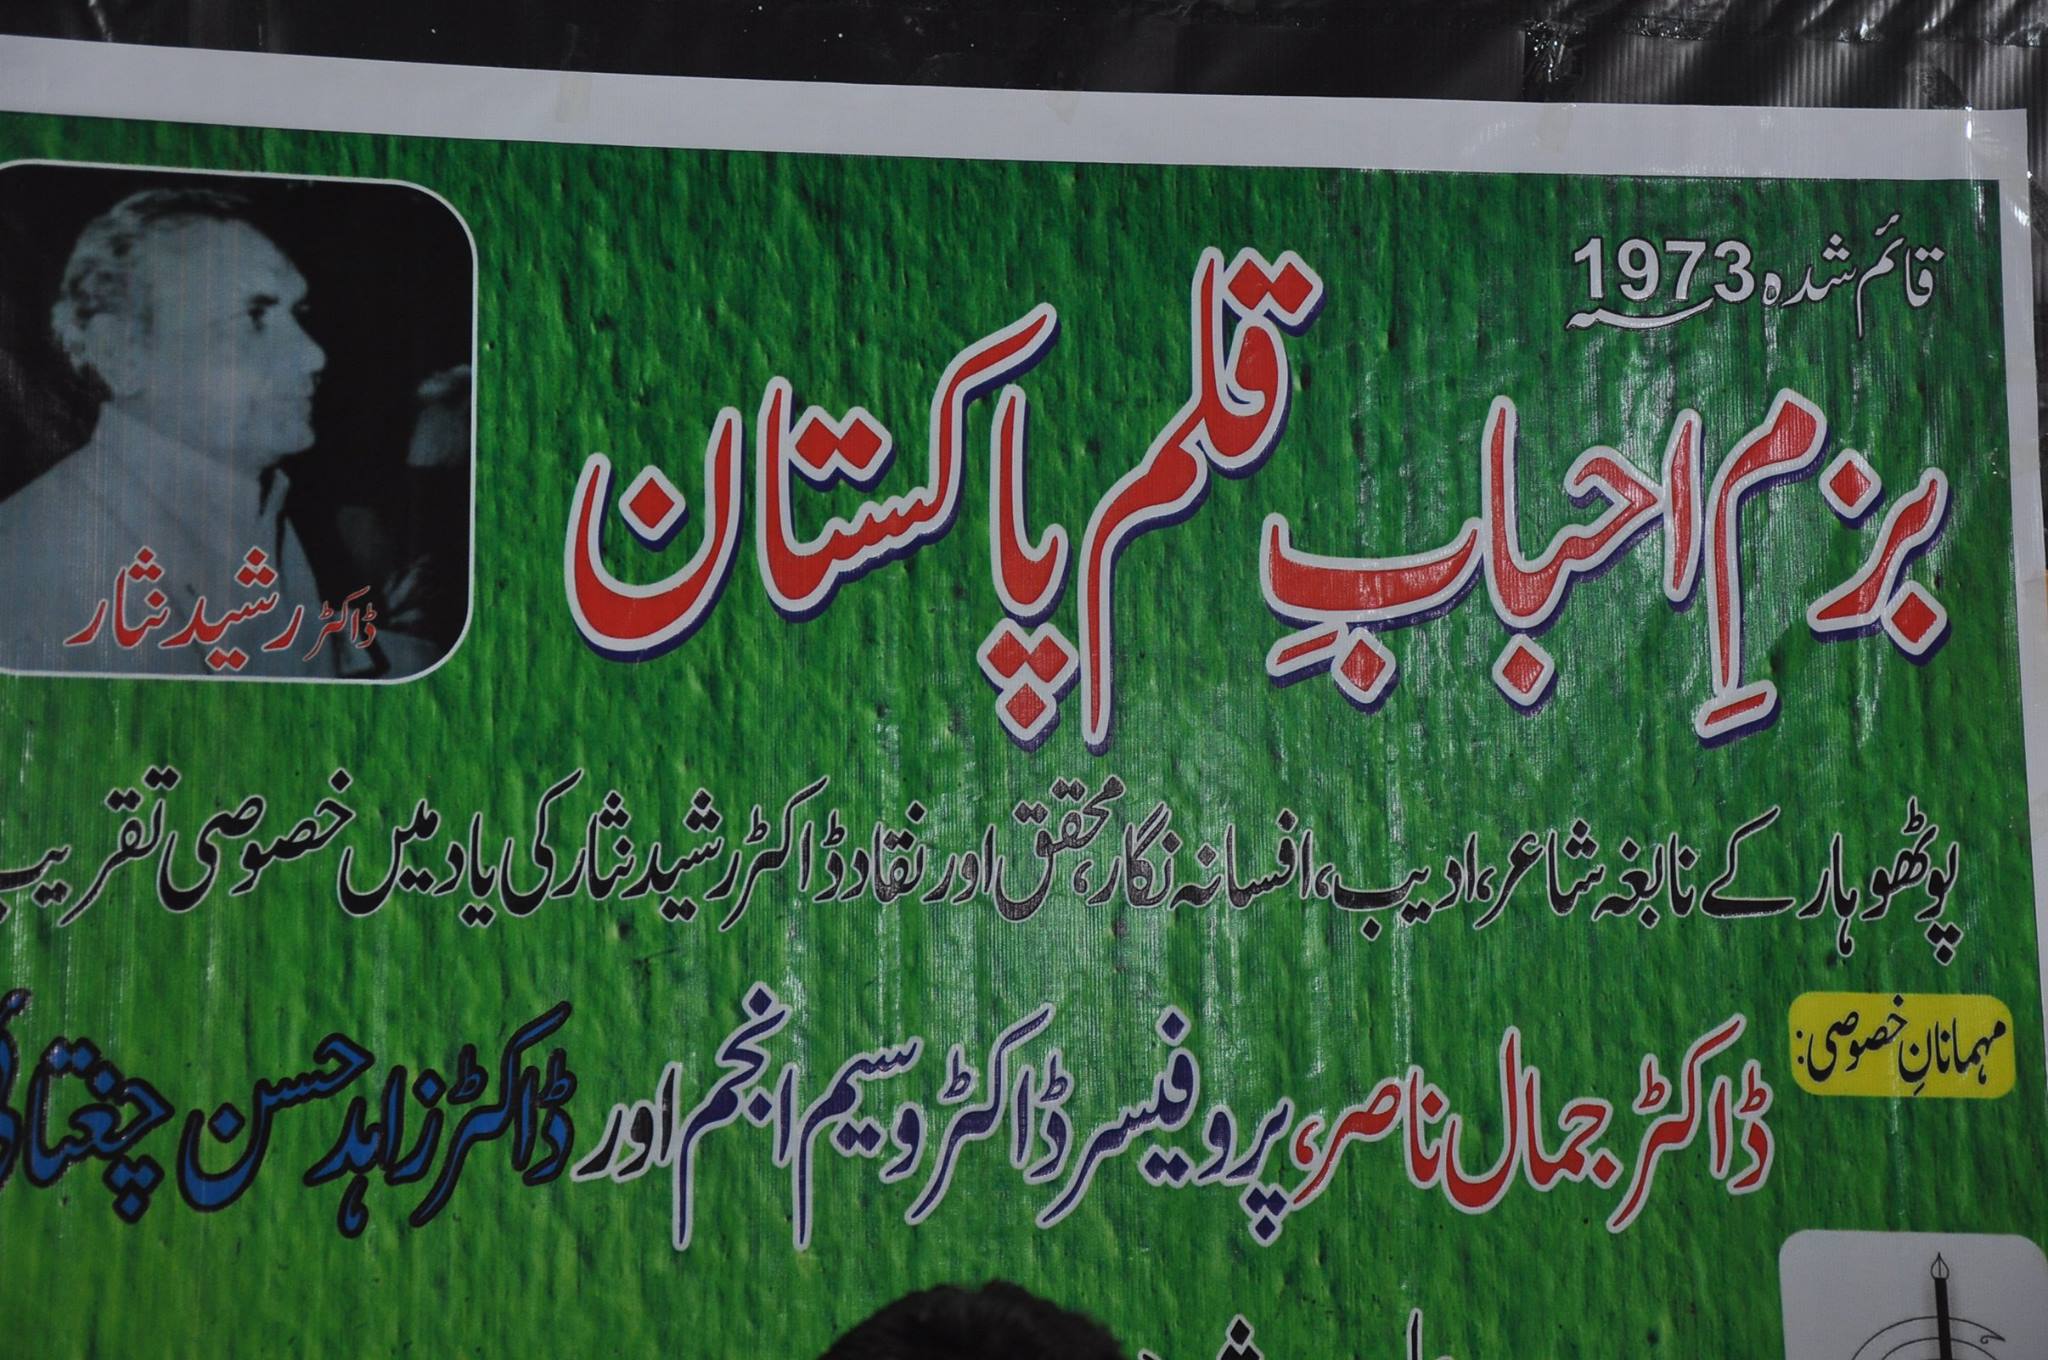 قائم شدہ 1973
بزمِ احبابِ قلم پاکستان
ڈاکٹر رشید نثار
پوٹھوہار کے نابغہ شاعر، ادیب، افسانہ نگار، محقق اور نقاد ڈاکٹر رشید نثار کی یاد میں خصوصی تقریب
مہمانانِ خصوصی:
ڈاکٹر جمال ناصر، پروفیسر ڈاکٹر وسیم انجم اور ڈاکٹر زاہد حسن چغتائی